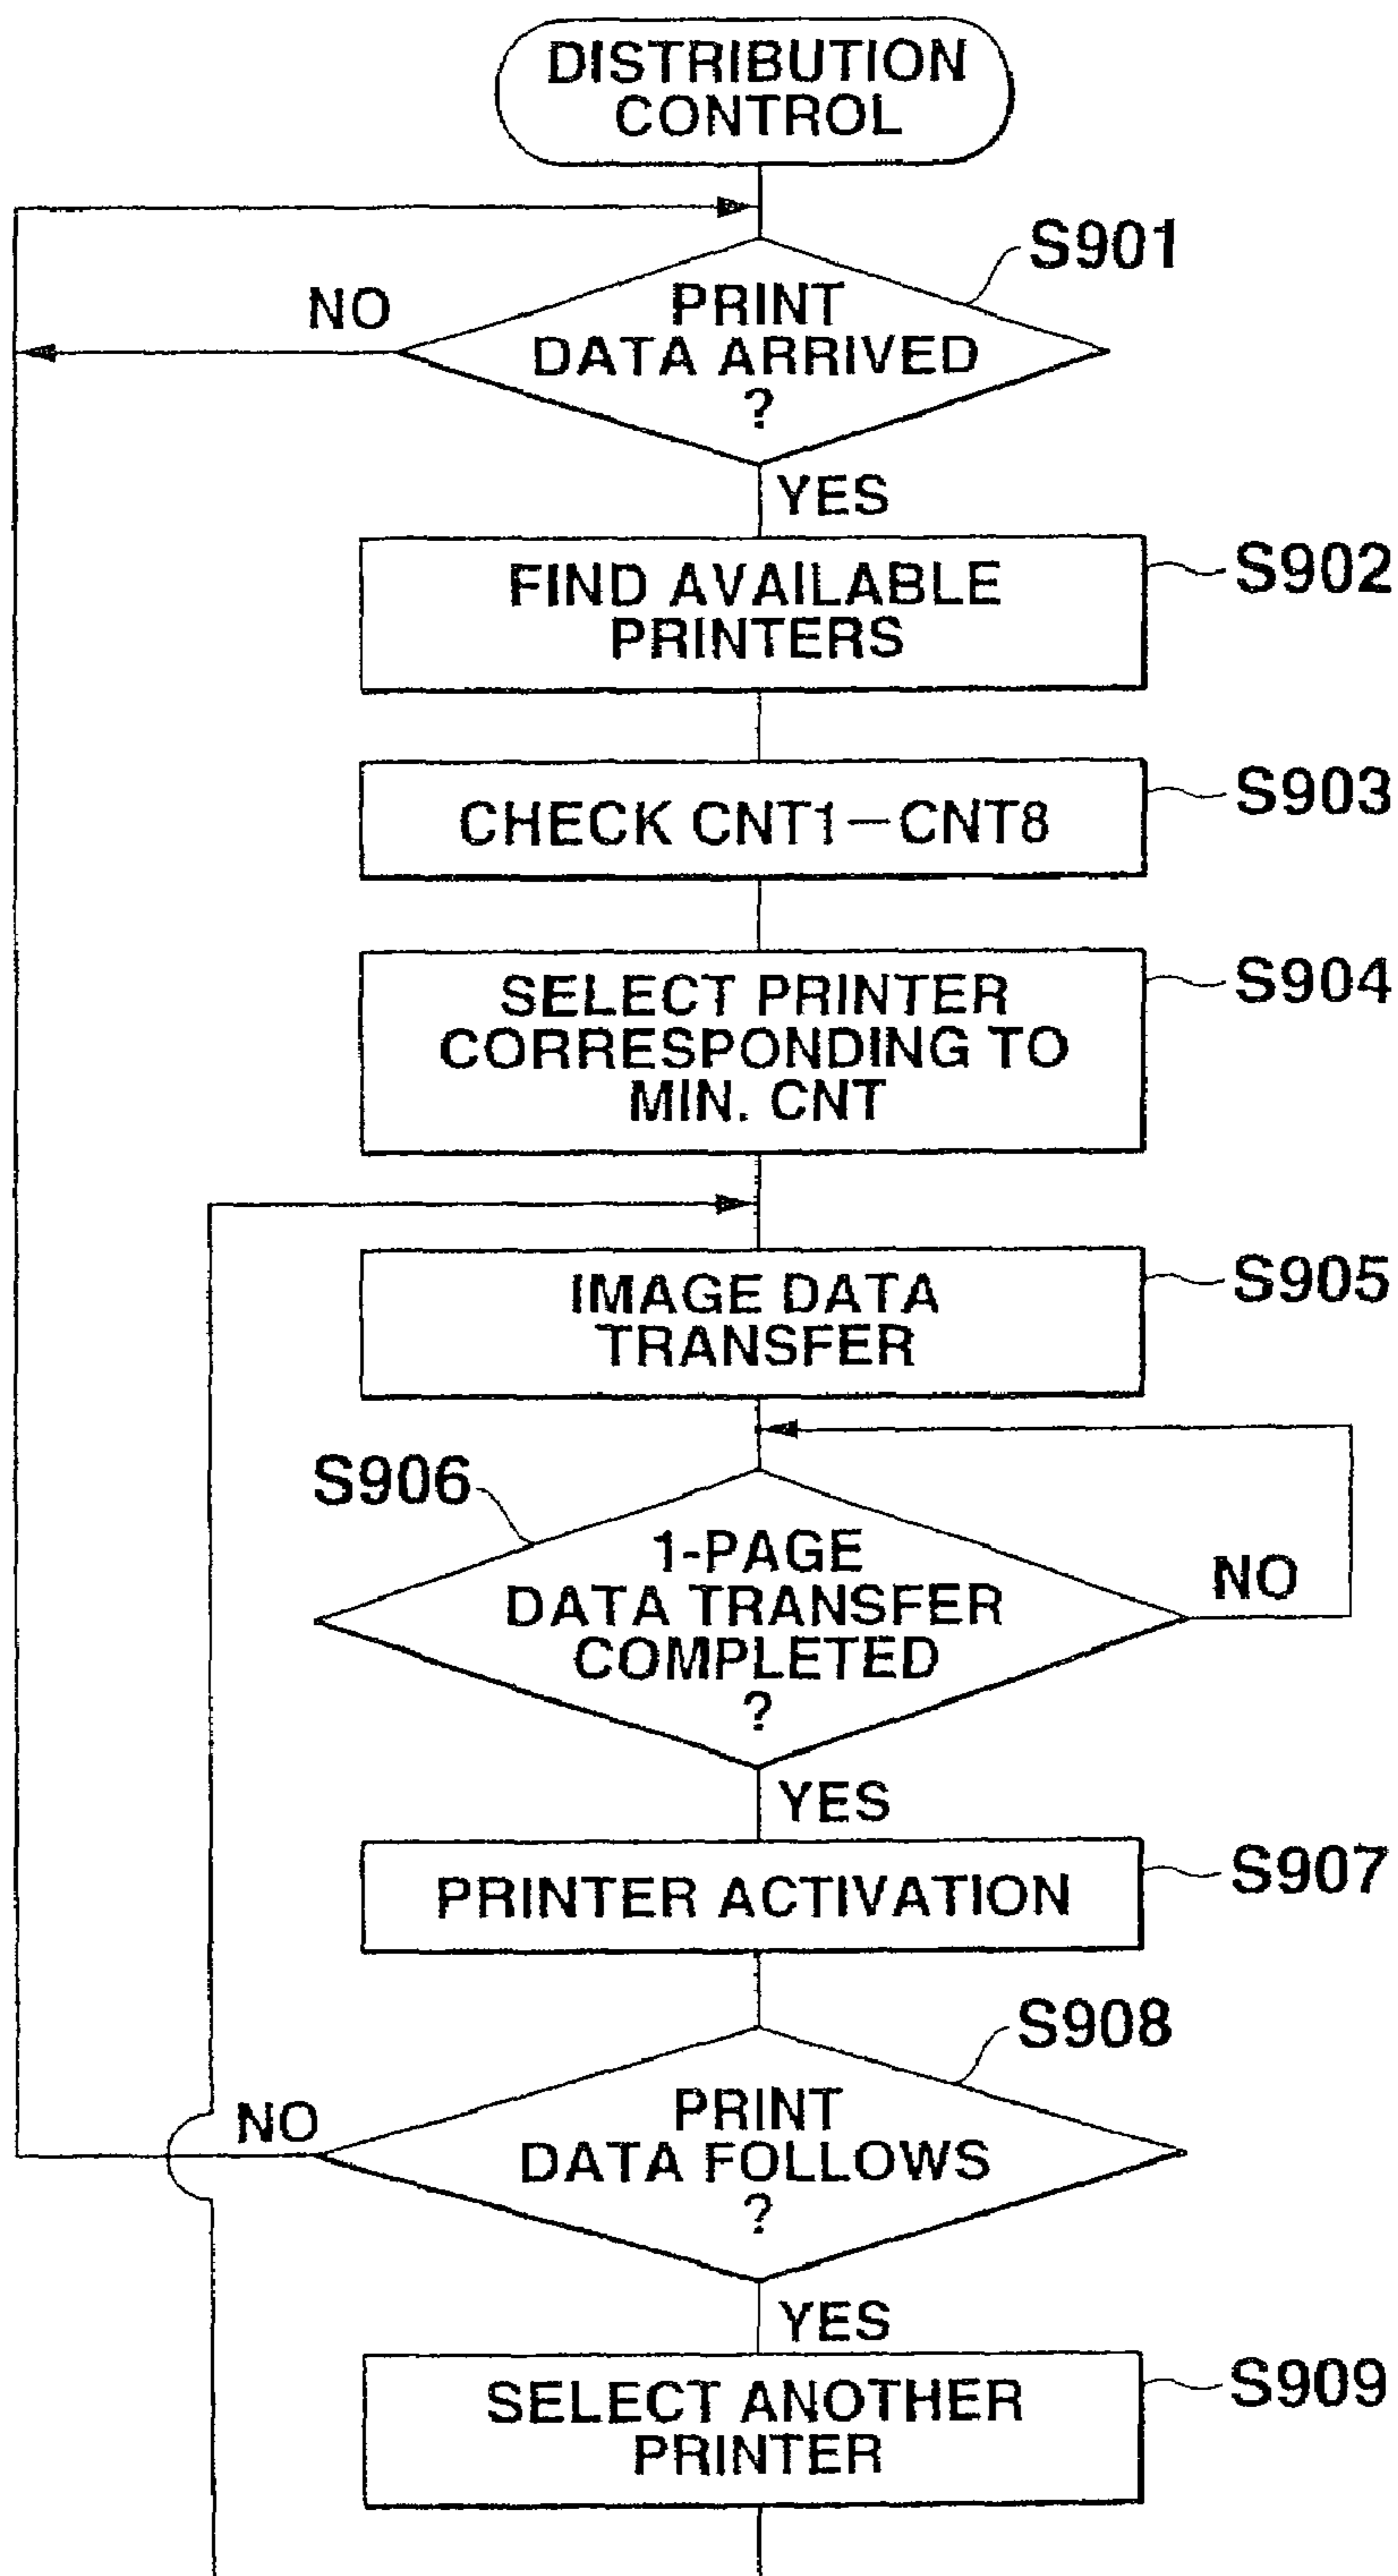 DISTRIBUTION
CONTROL
S901
NO
PRINT
DATA ARRIVED
?
YES
S902
FIND AVAILABLE
PRINTERS
S903
CHECK CNT1—CNT8
S904
SELECT PRINTER
CORRESPONDING TO
MIN. CNT
S905
IMAGE DATA
TRANSFER
S906
1-PAGE
DATA TRANSFER
COMPLETED
?
NO
YES
S907
PRINTER ACTIVATION
S908
NO
PRINT
DATA FOLLOWS
?
YES
S909
SELECT ANOTHER
PRINTER